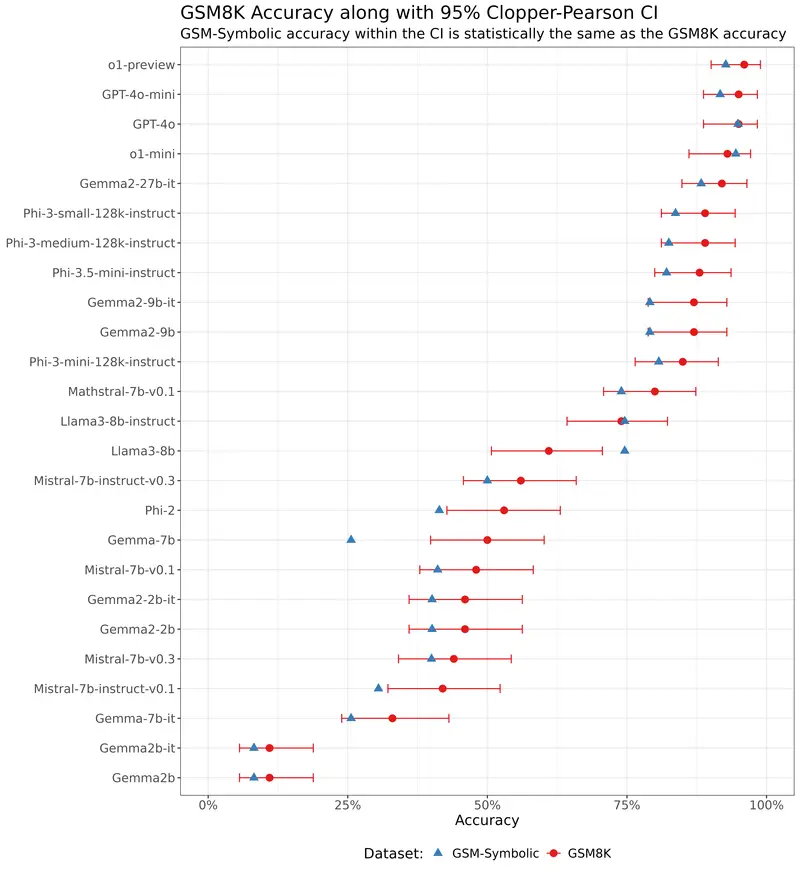 GSM8K Accuracy along with 95% Clopper-Pearson CI
GSM-Symbolic accuracy within the CI is statistically the same as the GSM8K accuracy
o1-preview
GPT-4o-mini
GPT-4o
o1-mini
Gemma2-27b-it
Phi-3-small-128k-instruct
Phi-3-medium-128k-instruct
Phi-3.5-mini-instruct
Gemma2-9b-it
Gemma2-9b
Phi-3-mini-128k-instruct
Mathstral-7b-v0.1
Llama3-8b-instruct
Llama3-8b
Mistral-7b-instruct-v0.3
Phi-2
Gemma-7b
Mistral-7b-v0.1
Gemma2-2b-it
Gemma2-2b
Mistral-7b-v0.3
Mistral-7b-instruct-v0.1
Gemma-7b-it
Gemma2b-it
Gemma2b
0% 25% 50% 75% 100%
Accuracy
Dataset: GSM-Symbolic GSM8K